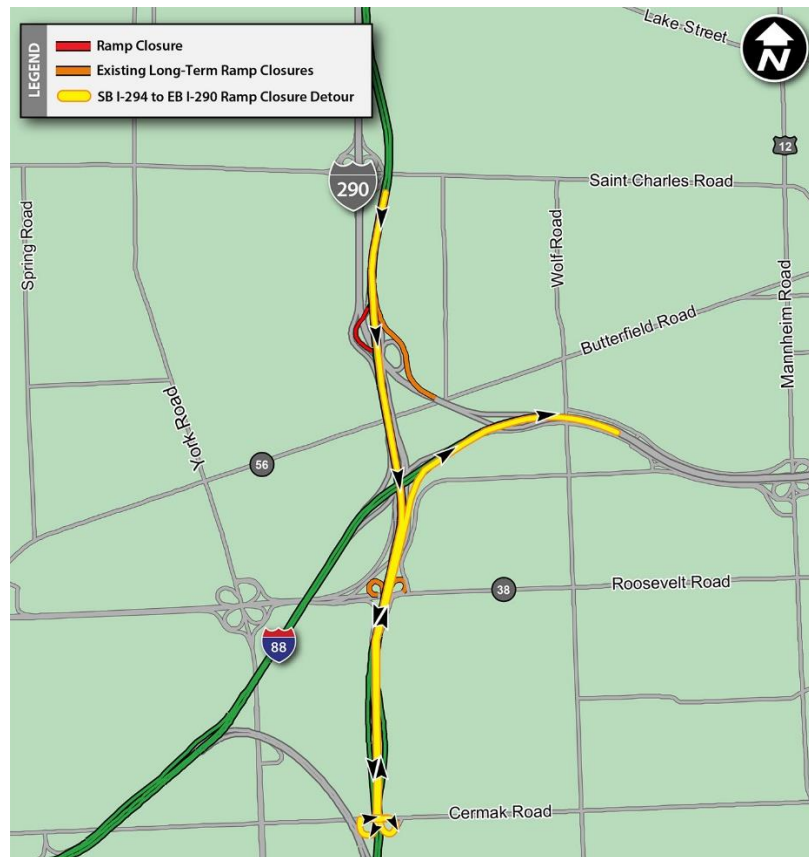 LEGEND
Ramp Closure
Existing Long-Term Ramp Closures
SB I-294 to EB I-290 Ramp Closure Detour
Lake Street
N
12
290
Saint Charles Road
Spring Road
Wolf Road
Mannheim Road
Butterfield Road
York Road
56
38
Roosevelt Road
88
Cermak Road